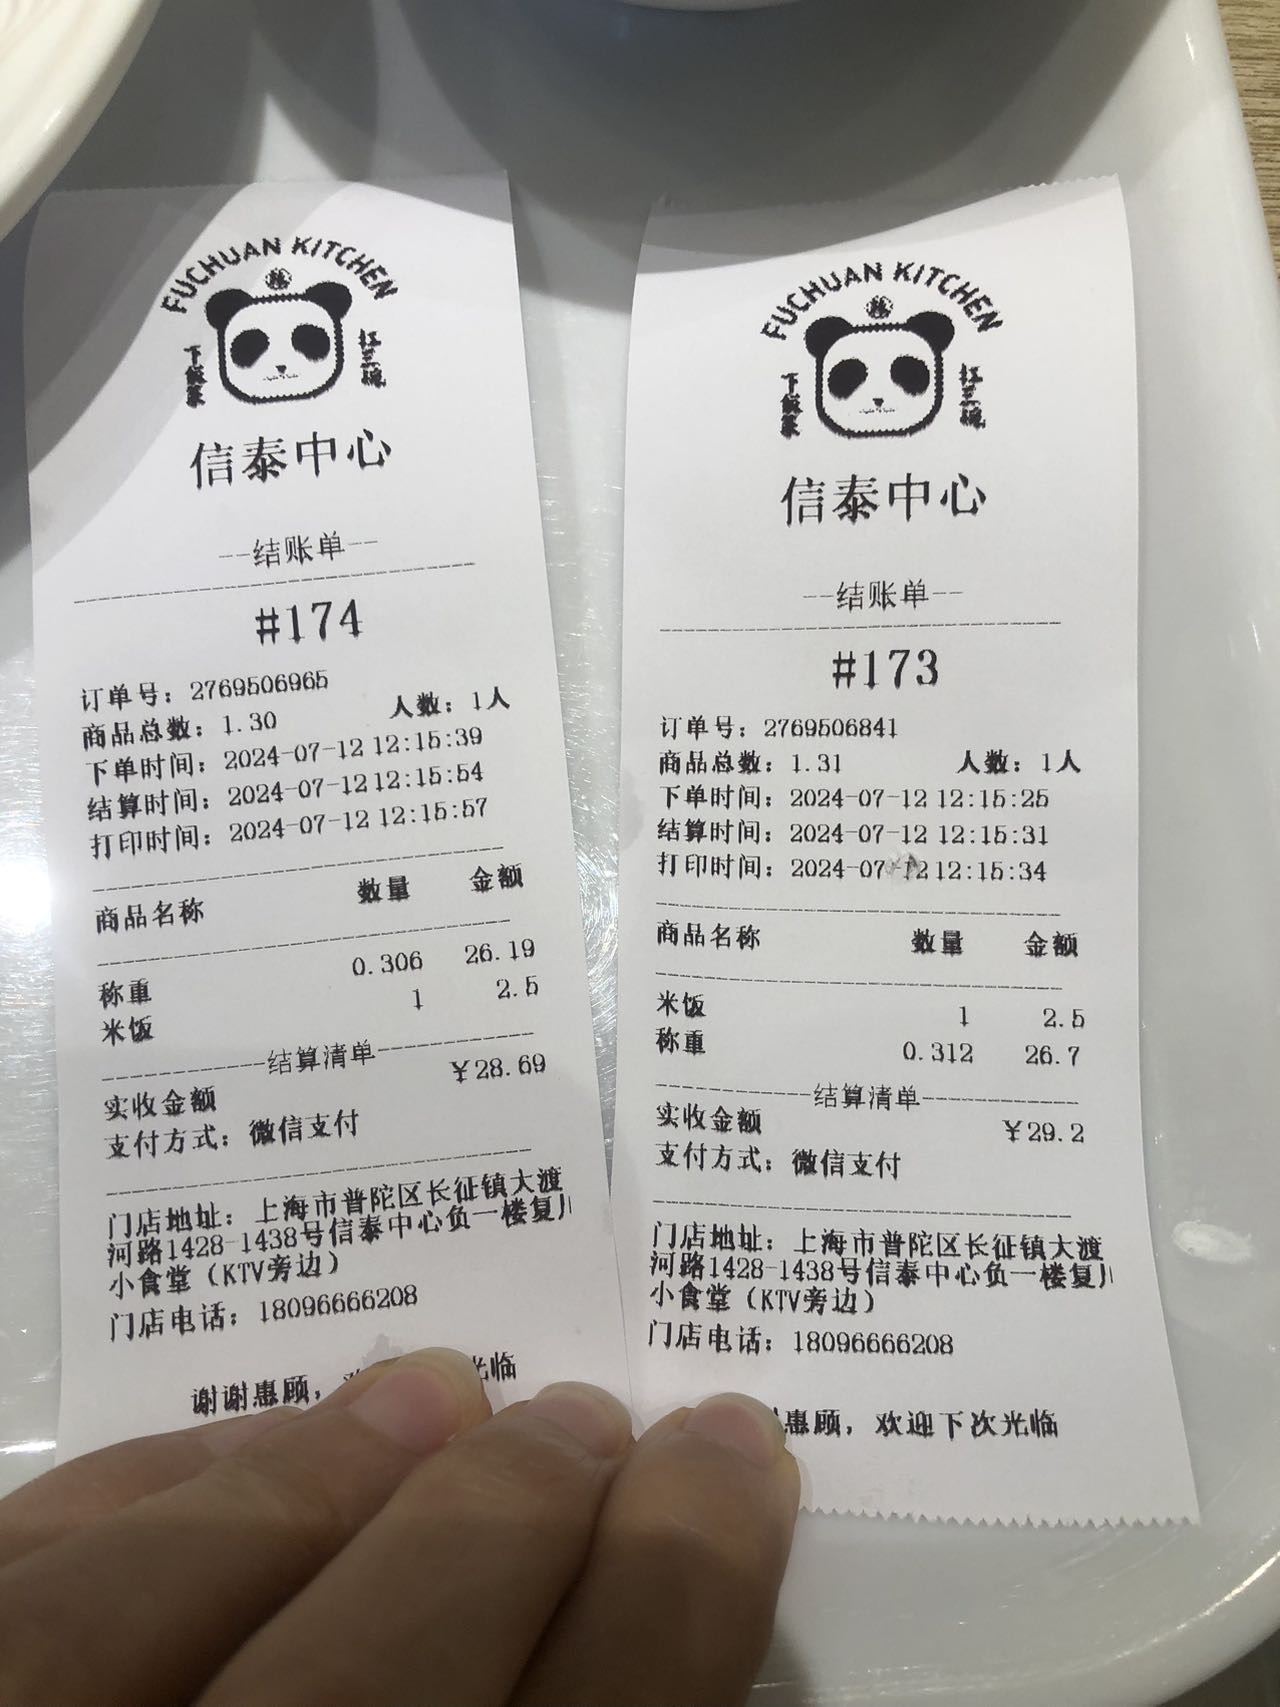 FUCHUAN KITCHEN
下飯菜
扛三碗
信泰中心
--结账单--
#174
订单号：2769506965
商品总数：1.30 人数：1人
下单时间：2024-07-12 12:15:39
结算时间：2024-07-12 12:15:54
打印时间：2024-07-12 12:15:57
商品名称 数量 金额
称重 0.306 26.19
米饭 1 2.5
结算清单
实收金额 ￥28.69
支付方式：微信支付
门店地址：上海市普陀区长征镇大渡
河路1428-1438号信泰中心负一楼复川
小食堂（KTV旁边）
门店电话：18096666208
谢谢惠顾，欢 光临
FUCHUAN KITCHEN
下飯菜
扛三碗
信泰中心
--结账单--
#173
订单号：2769506841
商品总数：1.31 人数：1人
下单时间：2024-07-12 12:15:25
结算时间：2024-07-12 12:15:31
打印时间：2024-07-12 12:15:34
商品名称 数量 金额
米饭 1 2.5
称重 0.312 26.7
结算清单
实收金额 ￥29.2
支付方式：微信支付
门店地址：上海市普陀区长征镇大渡
河路1428-1438号信泰中心负一楼复川
小食堂（KTV旁边）
门店电话：18096666208
惠顾，欢迎下次光临